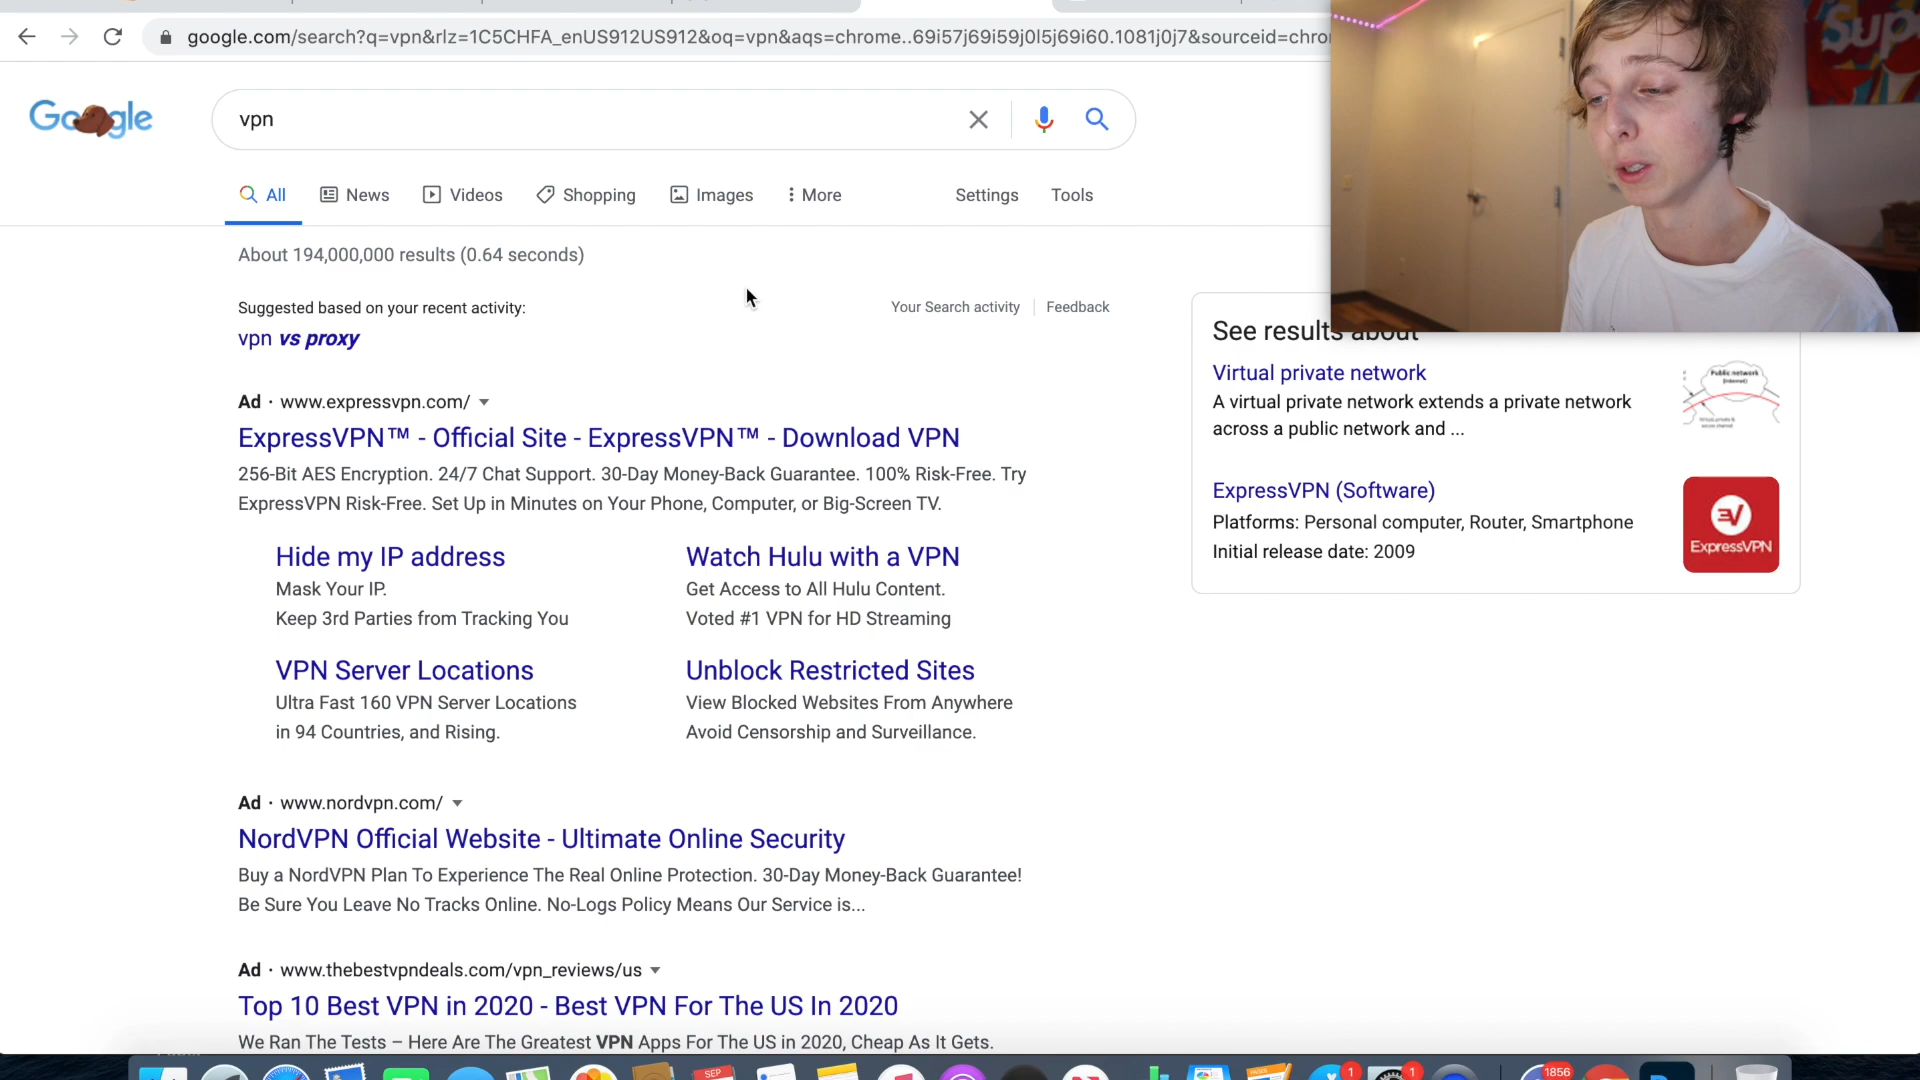 google.com/search?q=vpn&rlz=1C5CHFA_enUS912US912&oq=vpn&aqs=chrome..69i57j69i59j0l5j69i60.1081j0j7&sourceid=chro
Supr
Google
vpn
All News Videos Shopping Images More Settings Tools
About 194,000,000 results (0.64 seconds)
Suggested based on your recent activity: Your Search activity Feedback
vpn vs proxy
Ad · www.expressvpn.com/
ExpressVPN™ - Official Site - ExpressVPN™ - Download VPN
256-Bit AES Encryption. 24/7 Chat Support. 30-Day Money-Back Guarantee. 100% Risk-Free. Try
ExpressVPN Risk-Free. Set Up in Minutes on Your Phone, Computer, or Big-Screen TV.
Hide my IP address
Mask Your IP.
Keep 3rd Parties from Tracking You
Watch Hulu with a VPN
Get Access to All Hulu Content.
Voted #1 VPN for HD Streaming
VPN Server Locations
Ultra Fast 160 VPN Server Locations
in 94 Countries, and Rising.
Unblock Restricted Sites
View Blocked Websites From Anywhere
Avoid Censorship and Surveillance.
Ad · www.nordvpn.com/
NordVPN Official Website - Ultimate Online Security
Buy a NordVPN Plan To Experience The Real Online Protection. 30-Day Money-Back Guarantee!
Be Sure You Leave No Tracks Online. No-Logs Policy Means Our Service is...
Ad · www.thebestvpndeals.com/vpn_reviews/us
Top 10 Best VPN in 2020 - Best VPN For The US In 2020
We Ran The Tests – Here Are The Greatest VPN Apps For The US in 2020, Cheap As It Gets.
See results about
Virtual private network
A virtual private network extends a private network
across a public network and ...
Public network
ExpressVPN (Software)
Platforms: Personal computer, Router, Smartphone
Initial release date: 2009
ExpressVPN
SEP
1
1
1856